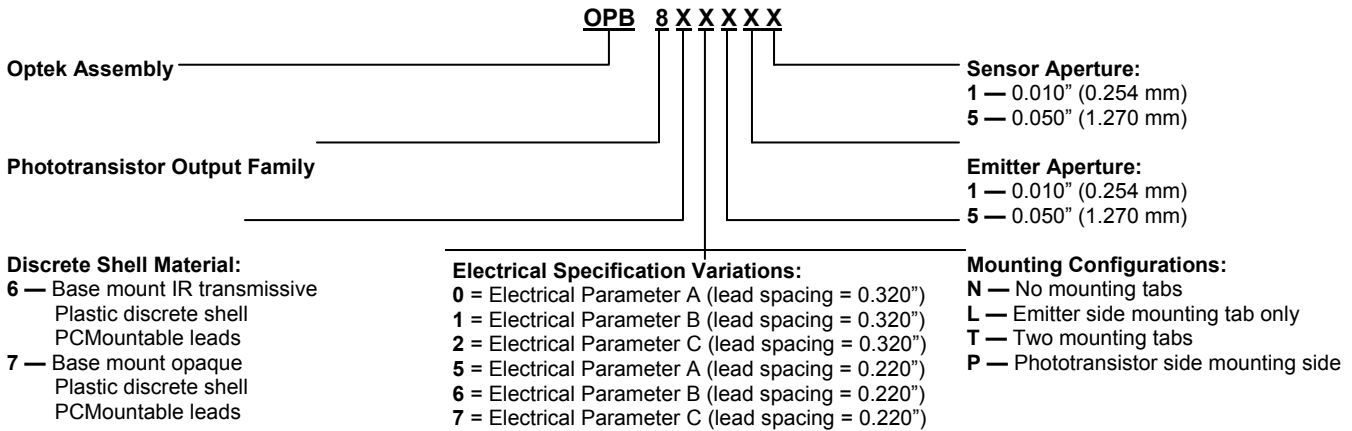 OPB 8 X X X X X
Optek Assembly
Sensor Aperture:
1 — 0.010” (0.254 mm)
5 — 0.050” (1.270 mm)
Phototransistor Output Family
Emitter Aperture:
1 — 0.010” (0.254 mm)
5 — 0.050” (1.270 mm)
Discrete Shell Material:
6 — Base mount IR transmissive
Plastic discrete shell
PCMountable leads
7 — Base mount opaque
Plastic discrete shell
PCMountable leads
Electrical Specification Variations:
0 = Electrical Parameter A (lead spacing = 0.320”)
1 = Electrical Parameter B (lead spacing = 0.320”)
2 = Electrical Parameter C (lead spacing = 0.320”)
5 = Electrical Parameter A (lead spacing = 0.220”)
6 = Electrical Parameter B (lead spacing = 0.220”)
7 = Electrical Parameter C (lead spacing = 0.220”)
Mounting Configurations:
N — No mounting tabs
L — Emitter side mounting tab only
T — Two mounting tabs
P — Phototransistor side mounting side